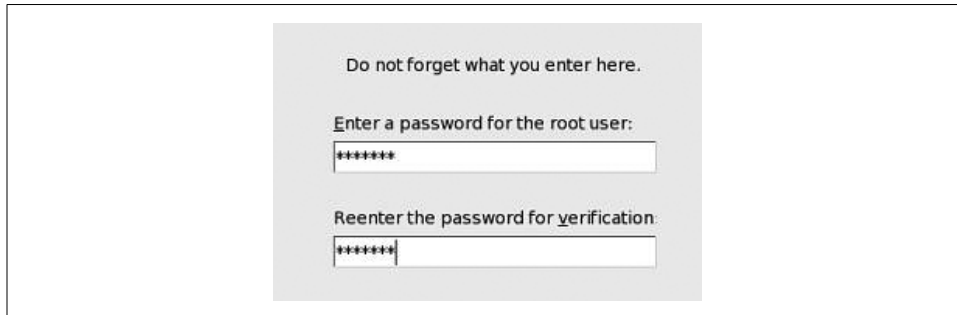 Do not forget what you enter here.
Enter a password for the root user:
*******
Reenter the password for verification:
*******